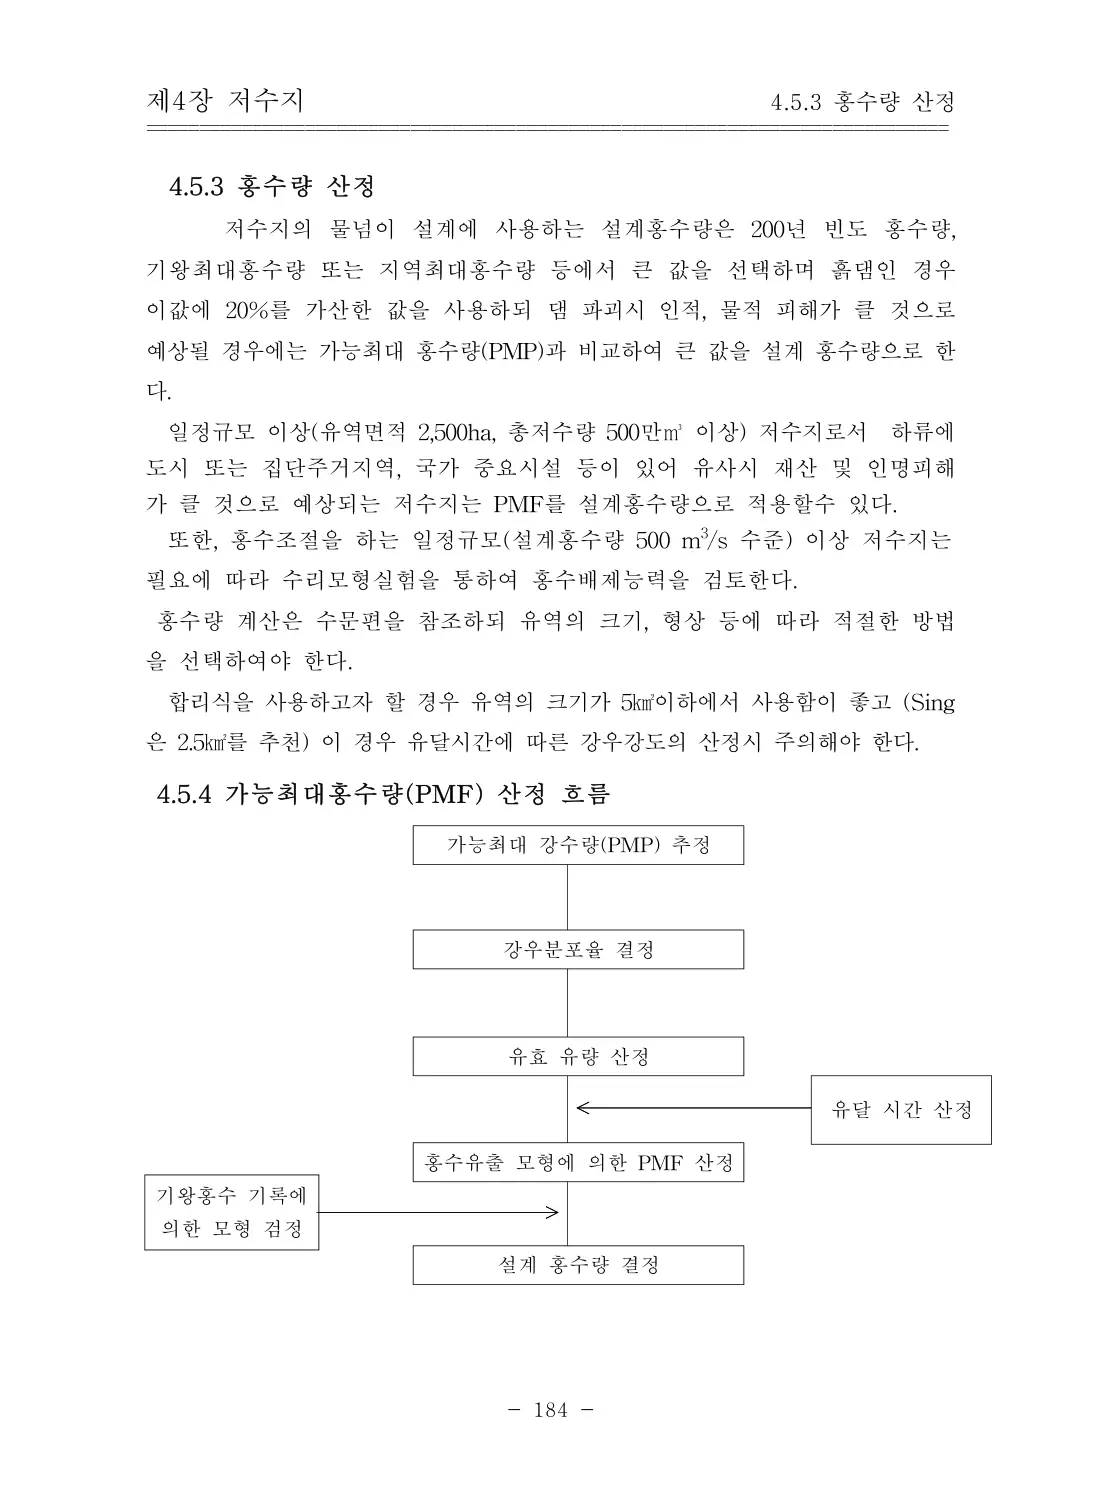 제4장 저수지
4.5.3 홍수량 산정
4.5.3 홍수량 산정
저수지의 물넘이 설계에 사용하는 설계홍수량은 200년 빈도 홍수량,
기왕최대홍수량 또는 지역최대홍수량 등에서 큰 값을 선택하며 흙댐인 경우
이값에 20%를 가산한 값을 사용하되 댐 파괴시 인적, 물적 피해가 클 것으로
예상될 경우에는 가능최대 홍수량(PMP)과 비교하여 큰 값을 설계 홍수량으로 한
다.
일정규모 이상(유역면적 2,500ha, 총저수량 500만㎥ 이상) 저수지로서 하류에
도시 또는 집단주거지역, 국가 중요시설 등이 있어 유사시 재산 및 인명피해
가 클 것으로 예상되는 저수지는 PMF를 설계홍수량으로 적용할수 있다.
또한, 홍수조절을 하는 일정규모(설계홍수량 500 m³/s 수준) 이상 저수지는
필요에 따라 수리모형실험을 통하여 홍수배제능력을 검토한다.
홍수량 계산은 수문편을 참조하되 유역의 크기, 형상 등에 따라 적절한 방법
을 선택하여야 한다.
합리식을 사용하고자 할 경우 유역의 크기가 5㎢이하에서 사용함이 좋고 (Sing
은 2.5㎢를 추천) 이 경우 유달시간에 따른 강우강도의 산정시 주의해야 한다.
4.5.4 가능최대홍수량(PMF) 산정 흐름
가능최대 강수량(PMP) 추정
강우분포율 결정
유효 유량 산정
유달 시간 산정
홍수유출 모형에 의한 PMF 산정
기왕홍수 기록에
의한 모형 검정
설계 홍수량 결정
- 184 -